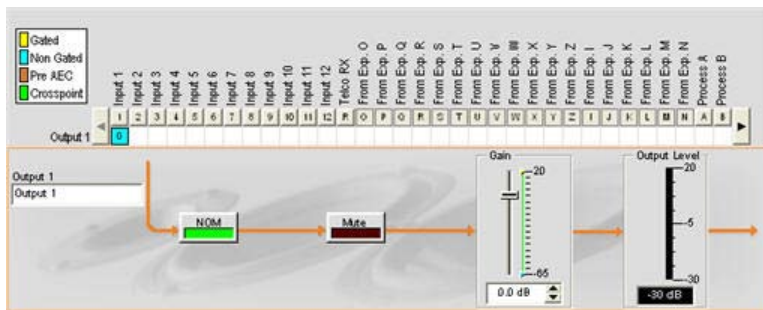 Gated
Non Gated
Pre AEC
Crosspoint
Input 1
Input 2
Input 3
Input 4
Input 5
Input 6
Input 7
Input 8
Input 9
Input 10
Input 11
Input 12
Telco RX
From Exp. O
From Exp. P
From Exp. Q
From Exp. R
From Exp. S
From Exp. T
From Exp. U
From Exp. V
From Exp. W
From Exp. X
From Exp. Y
From Exp. Z
From Exp. I
From Exp. J
From Exp. K
From Exp. L
From Exp. M
From Exp. N
Process A
Process B
1 2 3 4 5 6 7 8 9 10 11 12 R O P Q R S T U V W X Y Z I J K L M N A B
Output 1
0
Output 1
Output 1
NOM
Mute
Gain
20
-65
0.0 dB
Output Level
20
-5
-30
-30 dB